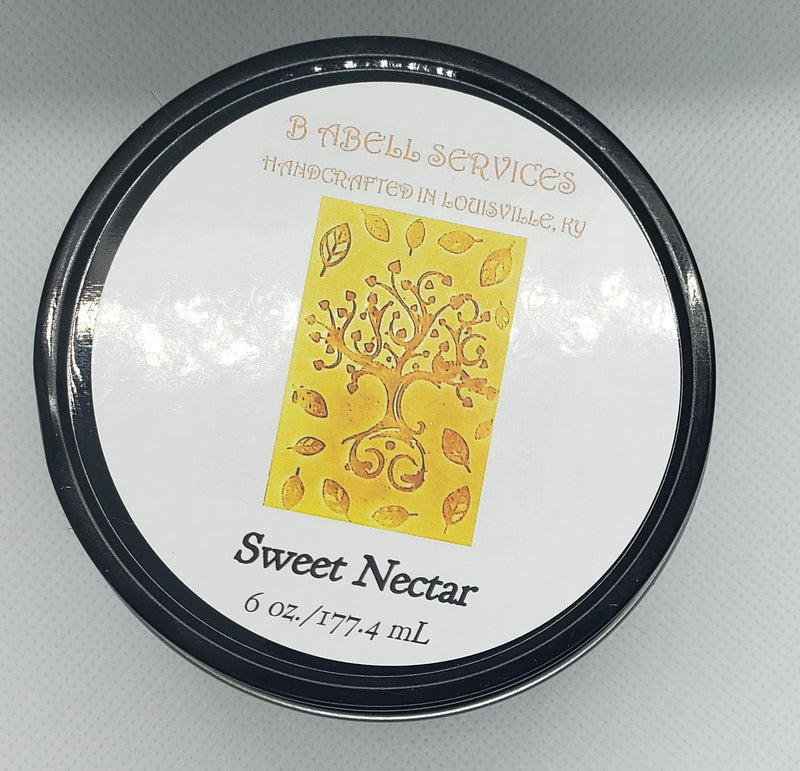 B ABELL SERVICES
HANDCRAFTED IN LOUISVILLE, KY
Sweet Nectar
6 oz./177.4 mL